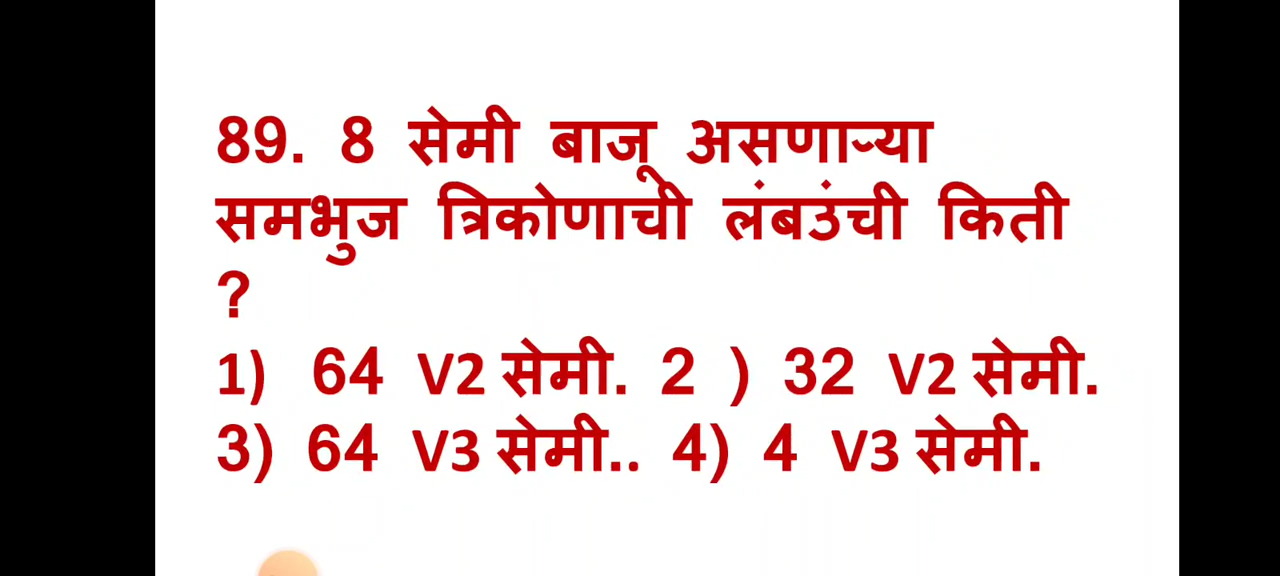 89. 8 सेमी बाजू असणाऱ्या
समभुज त्रिकोणाची लंबउंची किती
?
1) 64 V2 सेमी. 2 ) 32 V2 सेमी.
3) 64 V3 सेमी.. 4) 4 V3 सेमी.